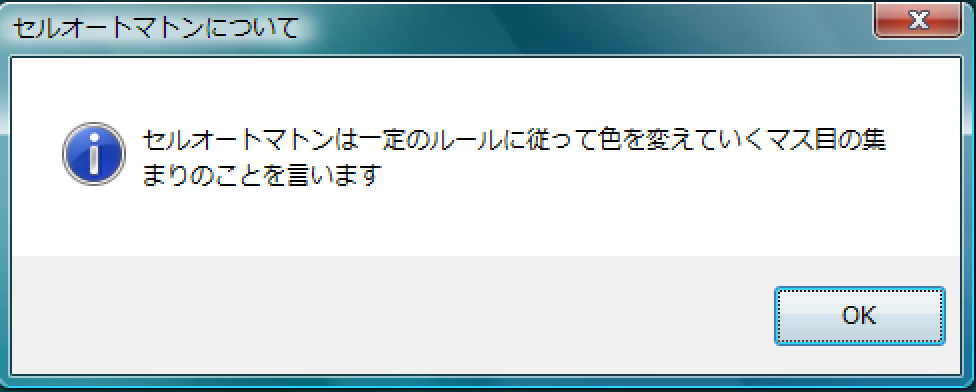 セルオートマトンについて
セルオートマトンは一定のルールに従って色を変えていくマス目の集
まりのことを言います
OK